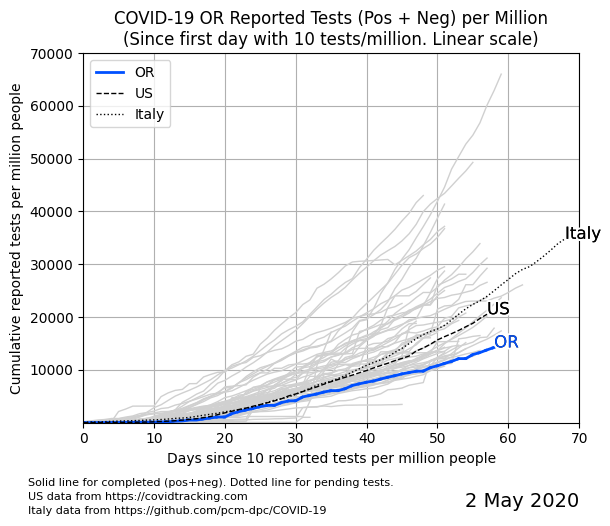 COVID-19 OR Reported Tests (Pos + Neg) per Million
(Since first day with 10 tests/million. Linear scale)
Cumulative reported tests per million people
70000
60000
50000
40000
30000
20000
10000
OR
US
Italy
Italy
US
OR
0
10
20
30
40
50
60
70
Days since 10 reported tests per million people
Solid line for completed (pos+neg). Dotted line for pending tests.
US data from https://covidtracking.com
Italy data from https://github.com/pcm-dpc/COVID-19
2 May 2020